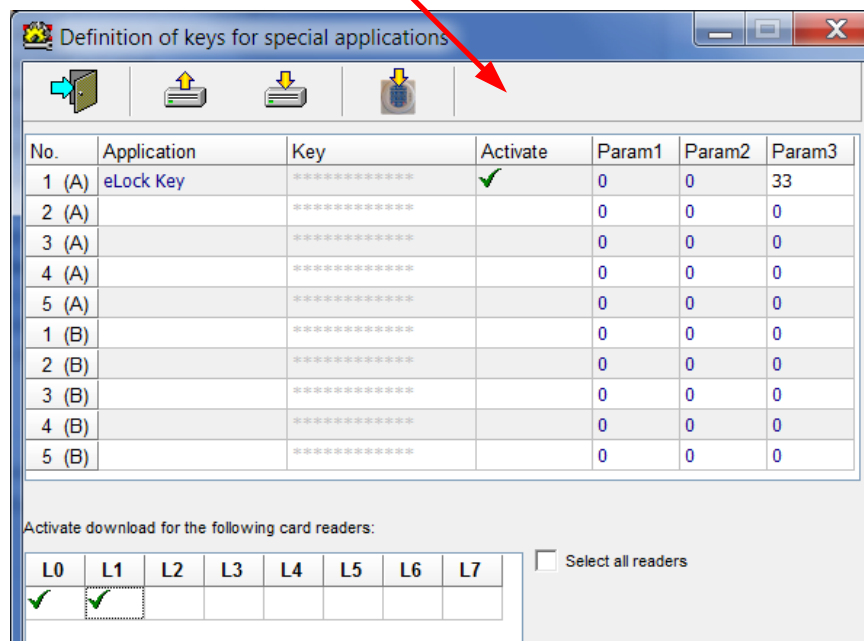 Definition of keys for special applications
No. Application Key Activate Param1 Param2 Param3
1 (A) eLock Key ************ 0 0 33
2 (A) ************ 0 0 0
3 (A) ************ 0 0 0
4 (A) ************ 0 0 0
5 (A) ************ 0 0 0
1 (B) ************ 0 0 0
2 (B) ************ 0 0 0
3 (B) ************ 0 0 0
4 (B) ************ 0 0 0
5 (B) ************ 0 0 0
Activate download for the following card readers:
L0 L1 L2 L3 L4 L5 L6 L7
Select all readers